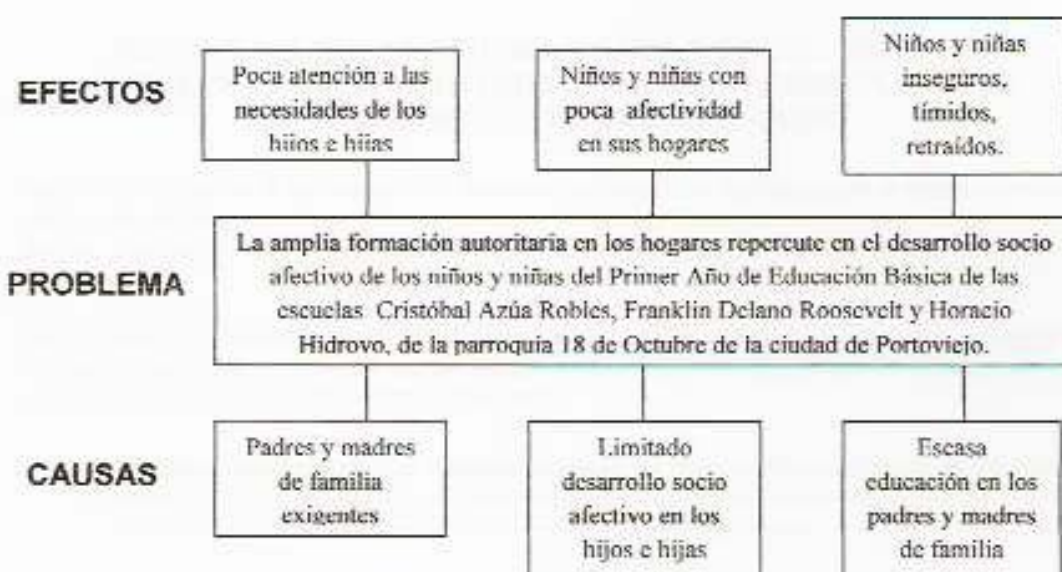 EFECTOS
Poca atención a las
necesidades de los
hijos e hijas
Niños y niñas con
poca afectividad
en sus hogares
Niños y niñas
inseguros,
tímidos,
retraídos.
PROBLEMA
La amplia formación autoritaria en los hogares repercute en el desarrollo socio
afectivo de los niños y niñas del Primer Año de Educación Básica de las
escuelas Cristóbal Azúa Robles, Franklin Delano Roosevelt y Horacio
Hidrovo, de la parroquia 18 de Octubre de la ciudad de Portoviejo.
CAUSAS
Padres y madres
de familia
exigentes
Limitado
desarrollo socio
afectivo en los
hijos e hijas
Escasa
educación en los
padres y madres
de familia